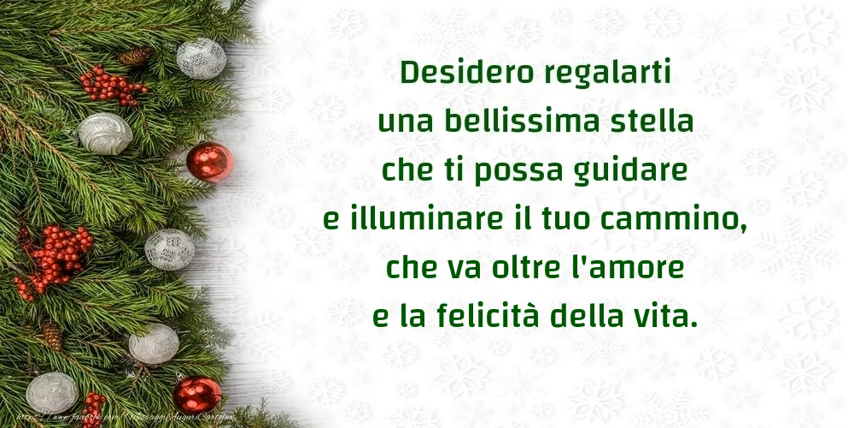 Desidero regalarti
una bellissima stella
che ti possa guidare
e illuminare il tuo cammino,
che va oltre l'amore
e la felicità della vita.